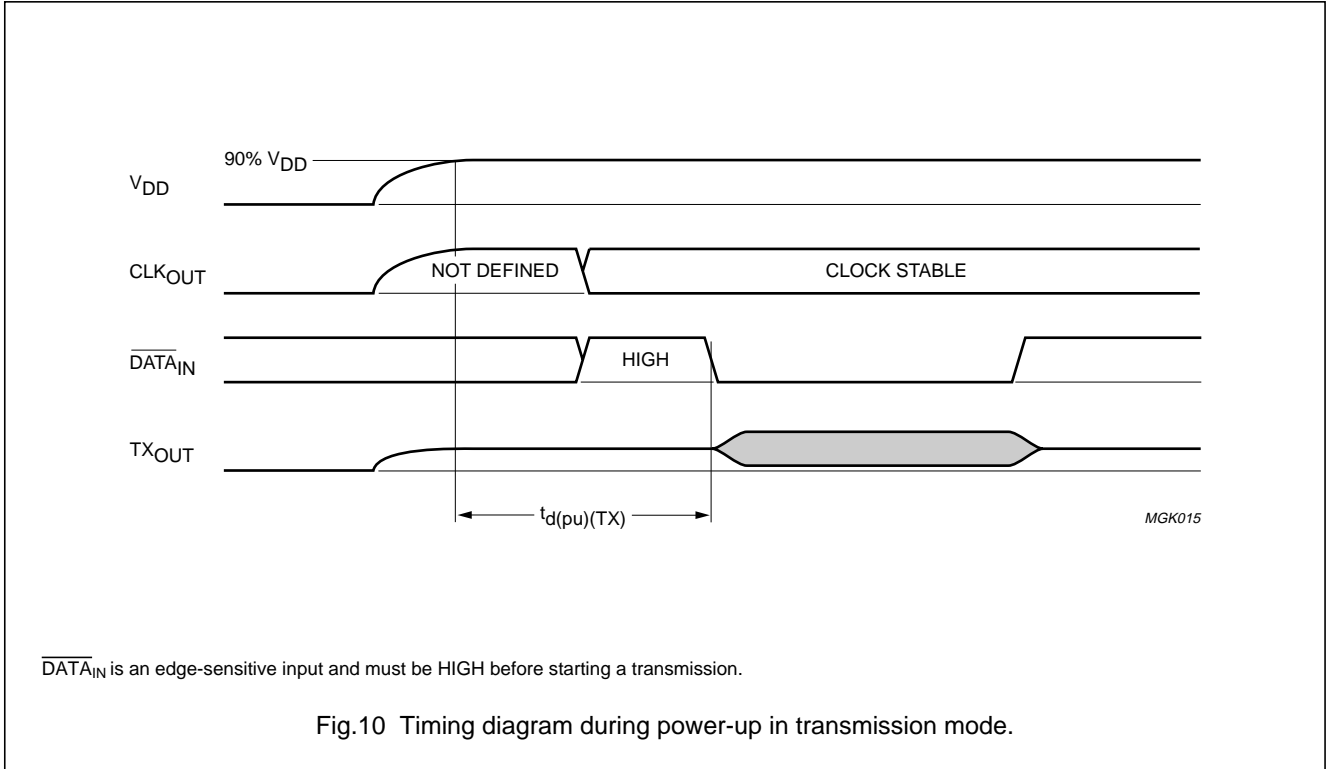 90% VDD
VDD
CLKOUT
NOT DEFINED
CLOCK STABLE
DATAIN
HIGH
TXOUT
td(pu)(TX)
MGK015
DATAIN is an edge-sensitive input and must be HIGH before starting a transmission.
Fig.10 Timing diagram during power-up in transmission mode.